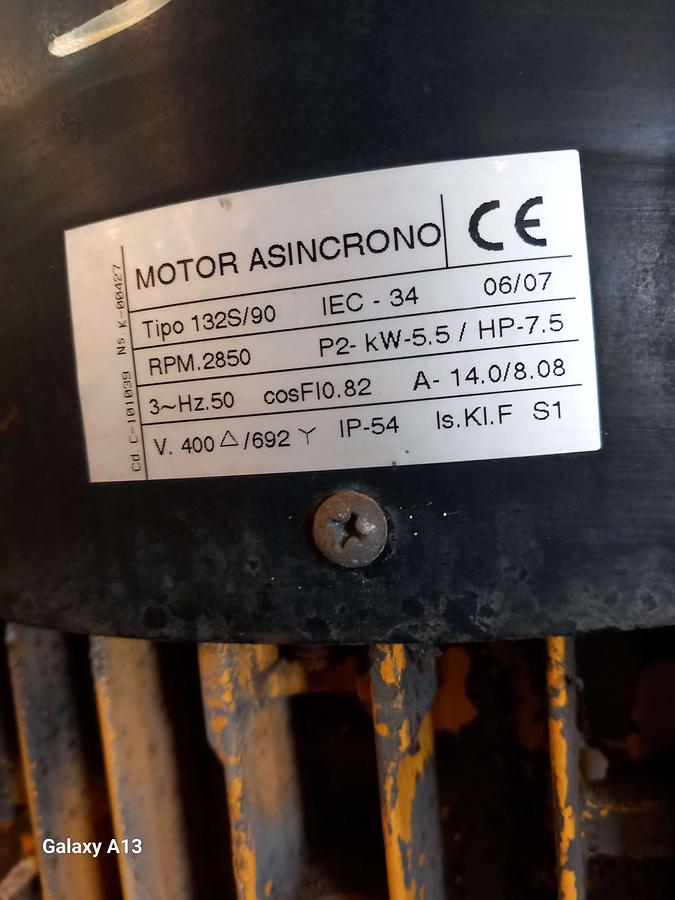 MOTOR ASINCRONO CE
Tipo 132S/90 IEC - 34 06/07
RPM.2850 P2- kW-5.5 / HP-7.5
3~Hz.50 cosFI0.82 A- 14.0/8.08
V. 400 △/692 Y IP-54 Is.Kl.F S1
Cd. C-101039 Ns. K-00427
Galaxy A13